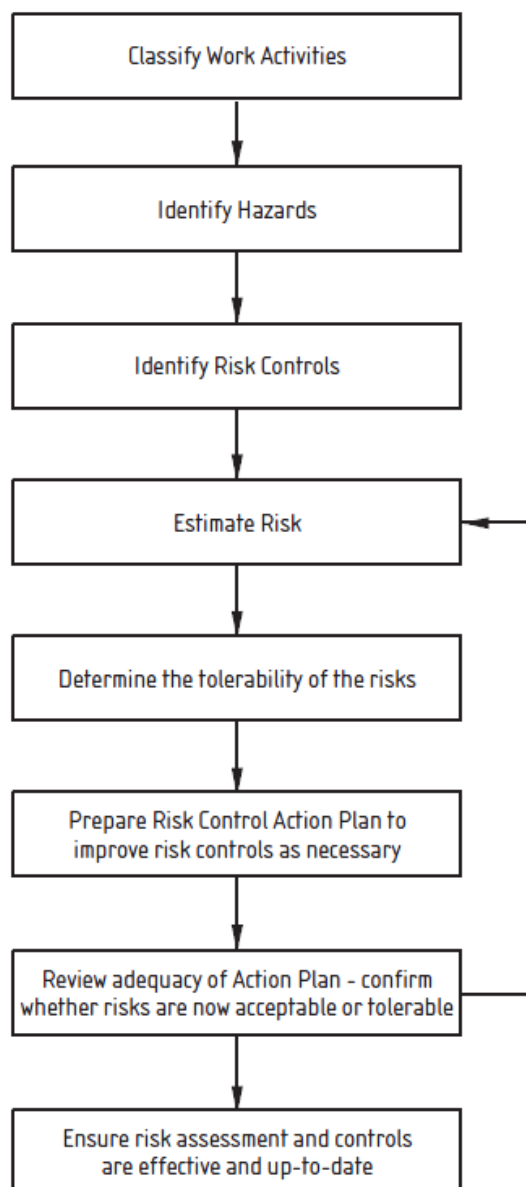 Classify Work Activities
Identify Hazards
Identify Risk Controls
Estimate Risk
Determine the tolerability of the risks
Prepare Risk Control Action Plan to
improve risk controls as necessary
Review adequacy of Action Plan - confirm
whether risks are now acceptable or tolerable
Ensure risk assessment and controls
are effective and up-to-date